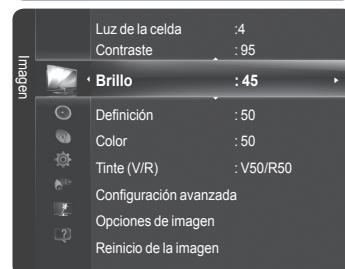 Imagen
Luz de la celda :4
Contraste : 95
Brillo : 45
Definición : 50
Color : 50
Tinte (V/R) : V50/R50
Configuración avanzada
Opciones de imagen
Reinicio de la imagen